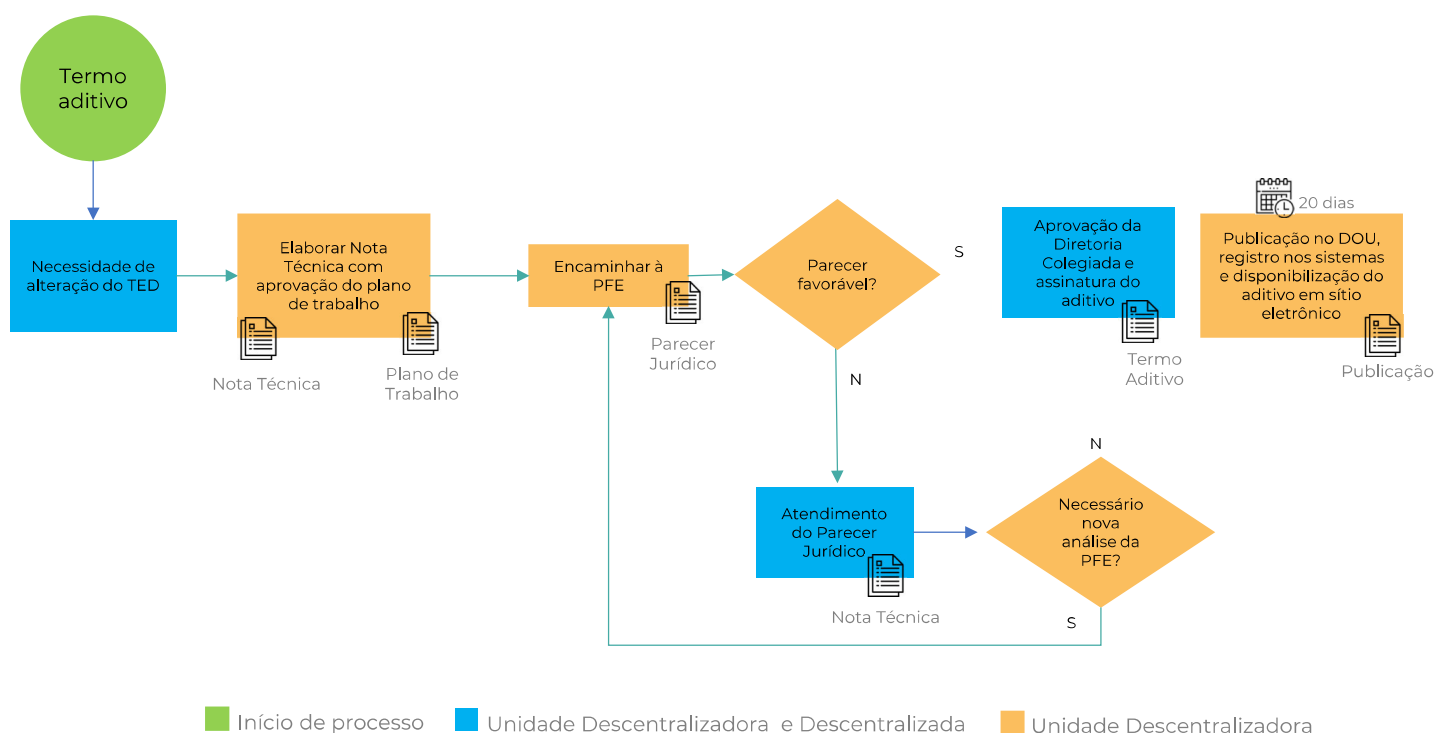 Termo
aditivo
Necessidade de
alteração do TED
Elaborar Nota
Técnica com
aprovação do plano
de trabalho
Nota Técnica
Plano de
Trabalho
Encaminhar à
PFE
Parecer
Jurídico
Parecer
favorável?
S
N
Aprovação da
Diretoria
Colegiada e
assinatura do
aditivo
Termo
Aditivo
20 dias
Publicação no DOU,
registro nos sistemas
e disponibilização do
aditivo em sítio
eletrônico
Publicação
Atendimento
do Parecer
Jurídico
Nota Técnica
N
Necessário
nova
análise da
PFE?
S
Início de processo
Unidade Descentralizadora e Descentralizada
Unidade Descentralizadora